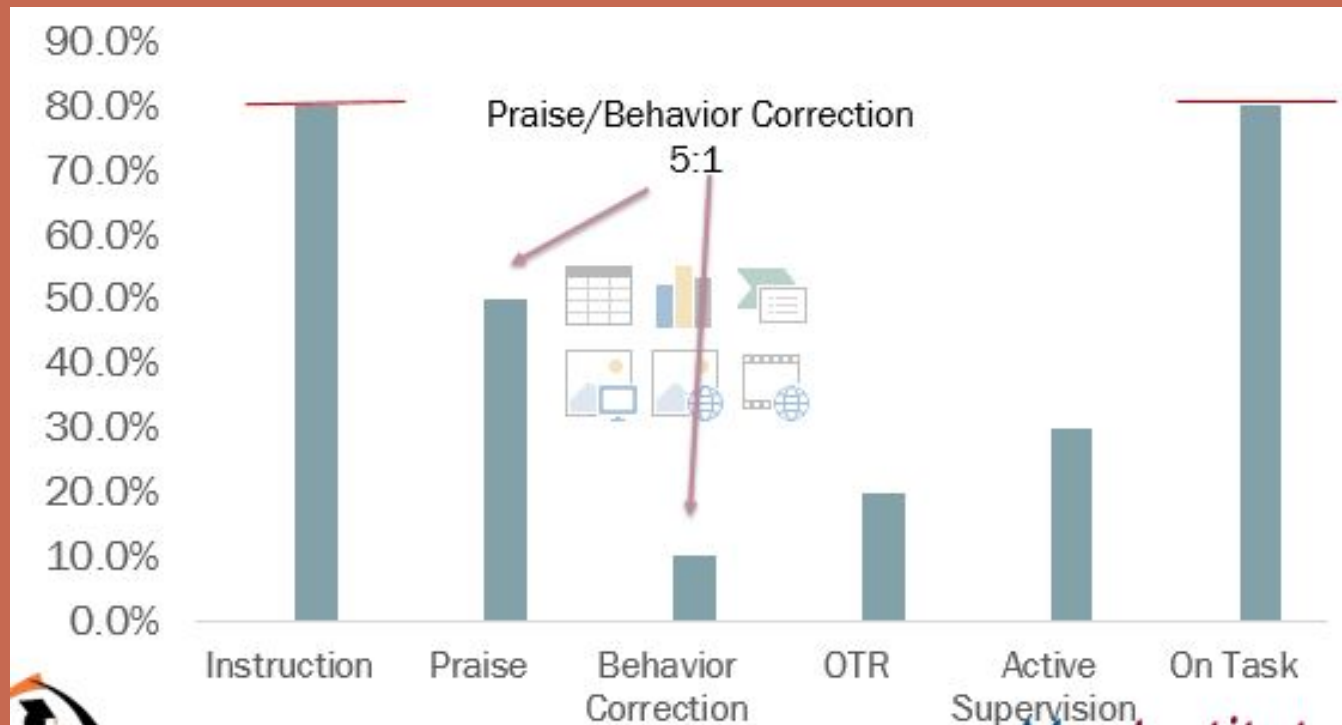 90.0%
80.0%
Praise/Behavior Correction
5:1
70.0%
60.0%
50.0%
40.0%
30.0%
20.0%
10.0%
0.0%
Instruction
Praise
Behavior
Correction
OTR
Active
Supervision
On Task